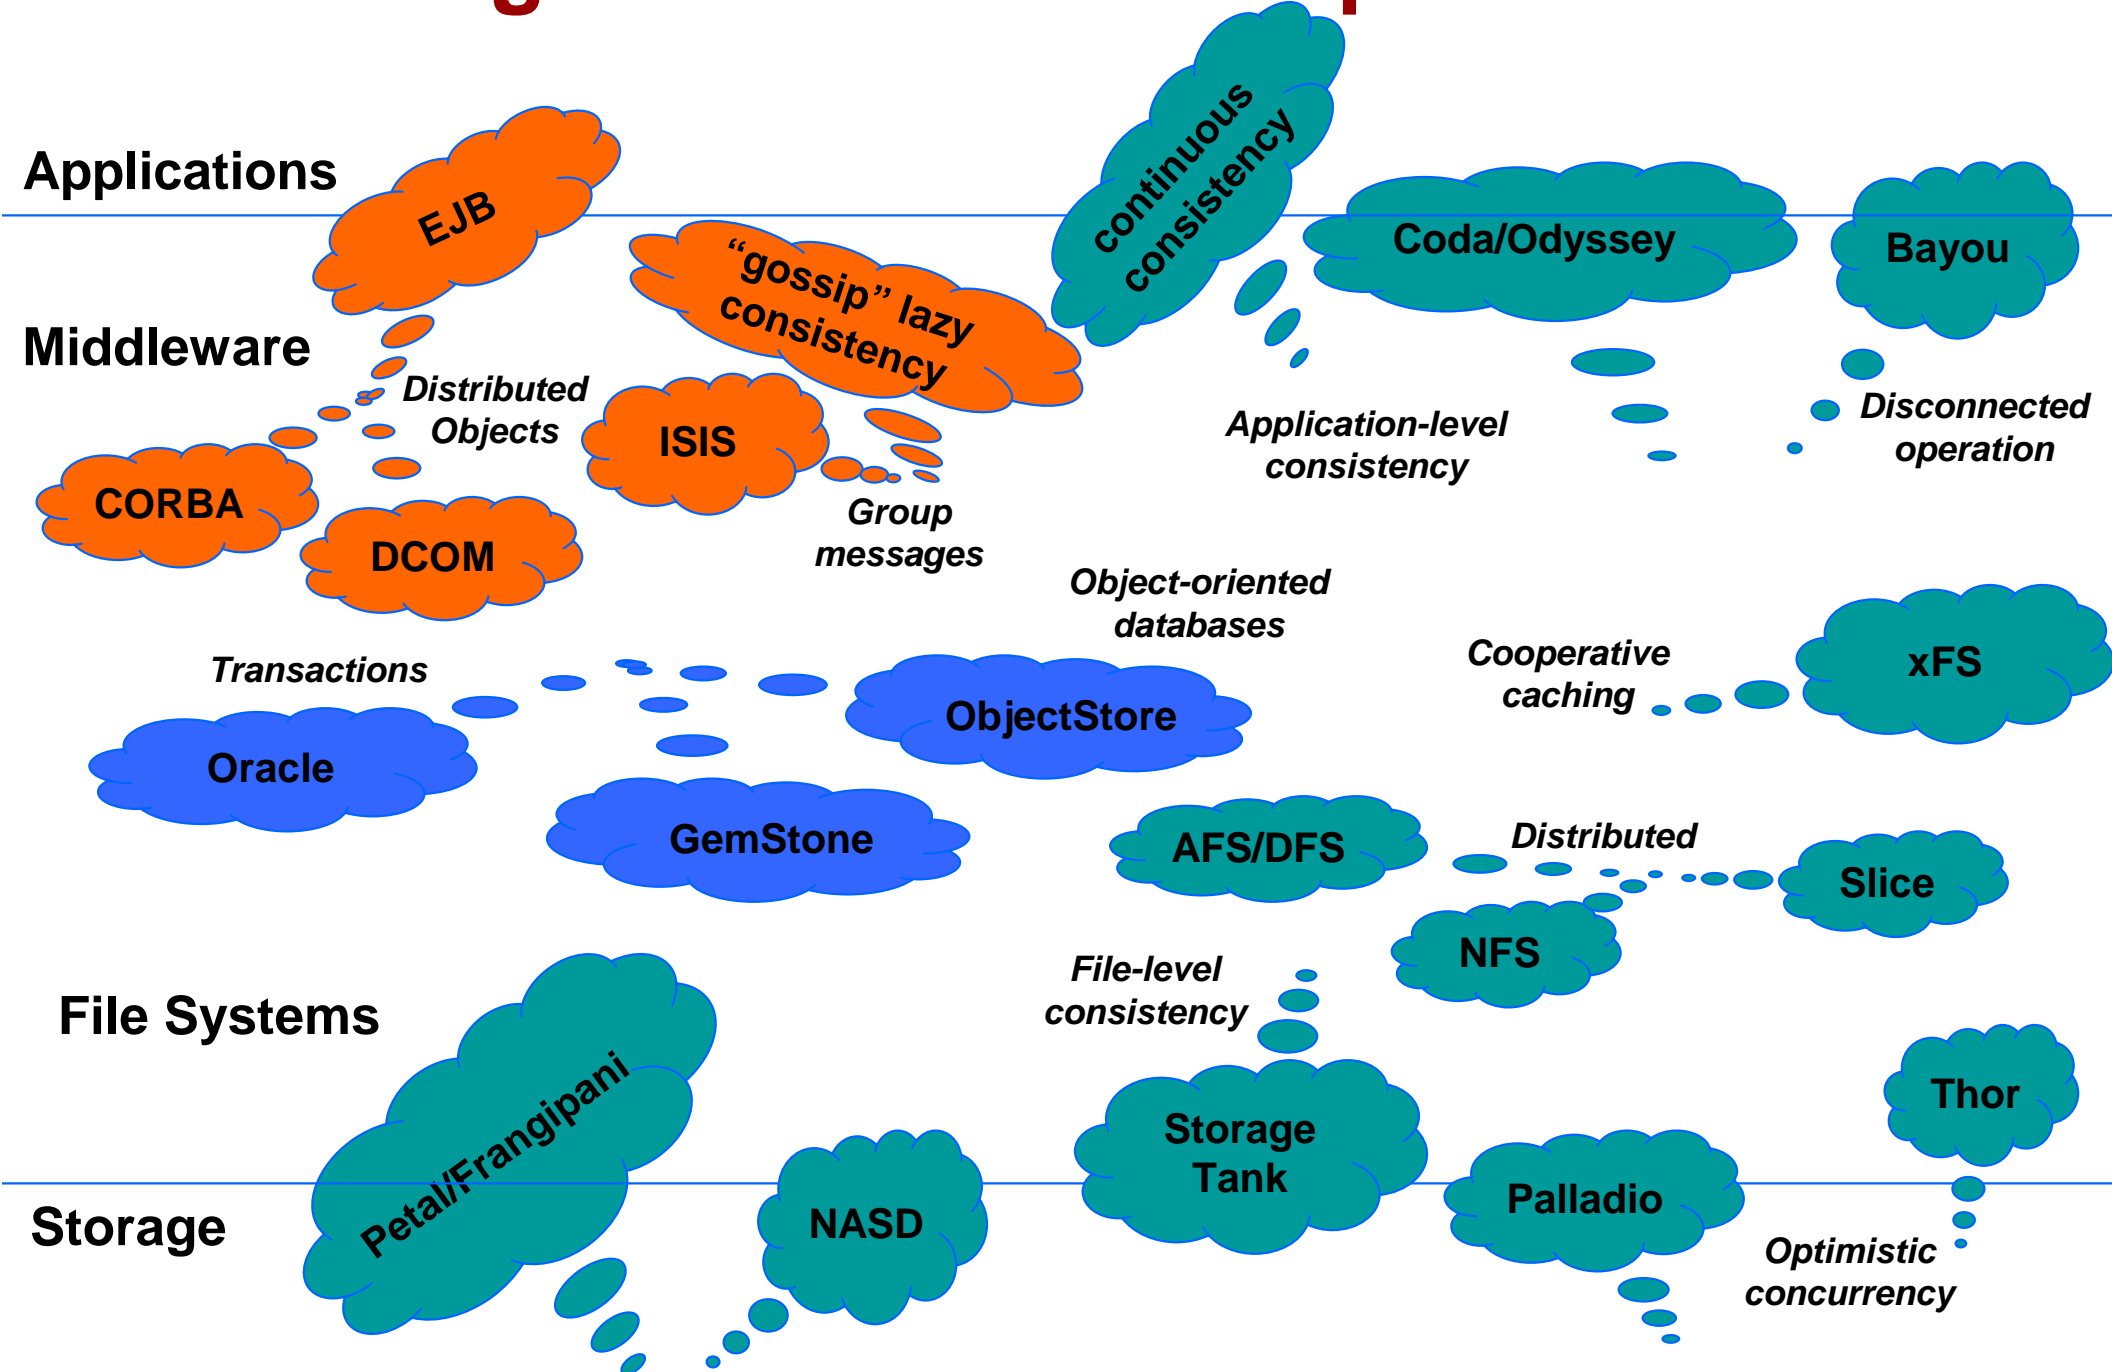 Applications
EJB
continuous
consistency
Coda/Odyssey
Bayou
“gossip” lazy
consistency
Middleware
Distributed
Objects
ISIS
Application-level
consistency
Disconnected
operation
CORBA
DCOM
Group
messages
Object-oriented
databases
Transactions
Cooperative
caching
xFS
ObjectStore
Oracle
GemStone
AFS/DFS
Distributed
Slice
NFS
File-level
consistency
File Systems
Petal/Frangipani
Thor
Storage
Tank
Palladio
NASD
Storage
Optimistic
concurrency